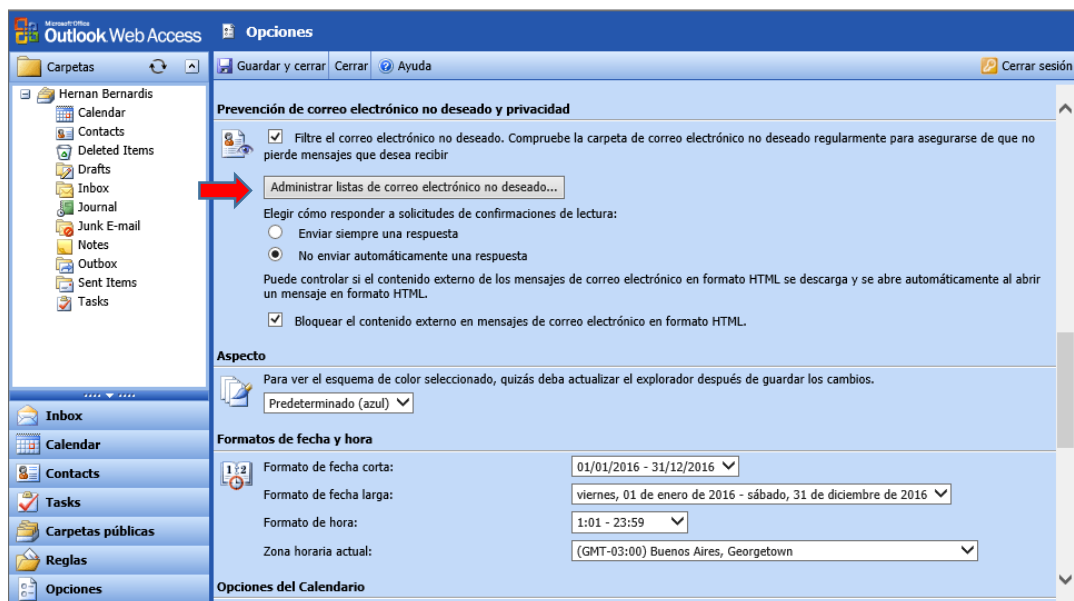 Microsoft Office
Outlook Web Access
Opciones
Carpetas
Guardar y cerrar Cerrar Ayuda
Cerrar sesión
Hernan Bernardis
Calendar
Contacts
Deleted Items
Drafts
Inbox
Journal
Junk E-mail
Notes
Outbox
Sent Items
Tasks
Inbox
Calendar
Contacts
Tasks
Carpetas públicas
Reglas
Opciones
Prevención de correo electrónico no deseado y privacidad
Filtre el correo electrónico no deseado. Compruebe la carpeta de correo electrónico no deseado regularmente para asegurarse de que no
pierde mensajes que desea recibir
Administrar listas de correo electrónico no deseado...
Elegir cómo responder a solicitudes de confirmaciones de lectura:
Enviar siempre una respuesta
No enviar automáticamente una respuesta
Puede controlar si el contenido externo de los mensajes de correo electrónico en formato HTML se descarga y se abre automáticamente al abrir
un mensaje en formato HTML.
Bloquear el contenido externo en mensajes de correo electrónico en formato HTML.
Aspecto
Para ver el esquema de color seleccionado, quizás deba actualizar el explorador después de guardar los cambios.
Predeterminado (azul)
Formatos de fecha y hora
Formato de fecha corta: 01/01/2016 - 31/12/2016
Formato de fecha larga: viernes, 01 de enero de 2016 - sábado, 31 de diciembre de 2016
Formato de hora: 1:01 - 23:59
Zona horaria actual: (GMT-03:00) Buenos Aires, Georgetown
Opciones del Calendario